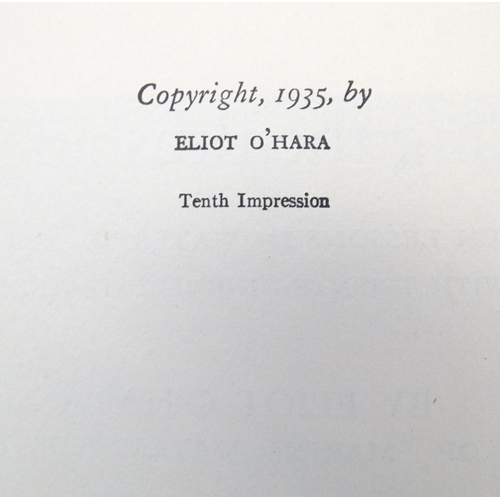 Copyright, 1935, by
ELIOT O'HARA
Tenth Impression